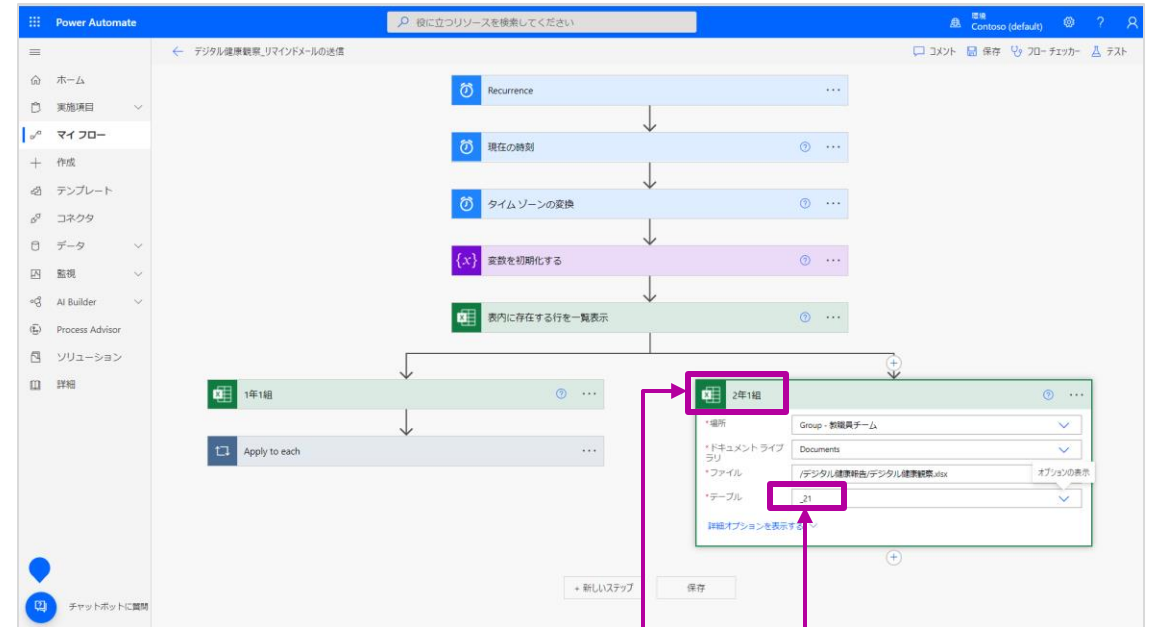 Power Automate
役に立つリソースを検索してください
環境
Contoso (default)
?
デジタル健康観察_リマインドメールの送信
コメント
保存
フロー チェッカー
テスト
ホーム
実施項目
マイ フロー
作成
テンプレート
コネクタ
データ
監視
AI Builder
Process Advisor
ソリューション
詳細
Recurrence
現在の時刻
タイム ゾーンの変換
{x} 変数を初期化する
表内に存在する行を一覧表示
1年1組
Apply to each
2年1組
*場所
Group - 教職員チーム
*ドキュメント ライブ
ラリ
Documents
*ファイル
/デジタル健康報告/デジタル健康観察.xlsx
オプションの表示
*テーブル
_21
詳細オプションを表示する
+ 新しいステップ
保存
チャットボットに質問